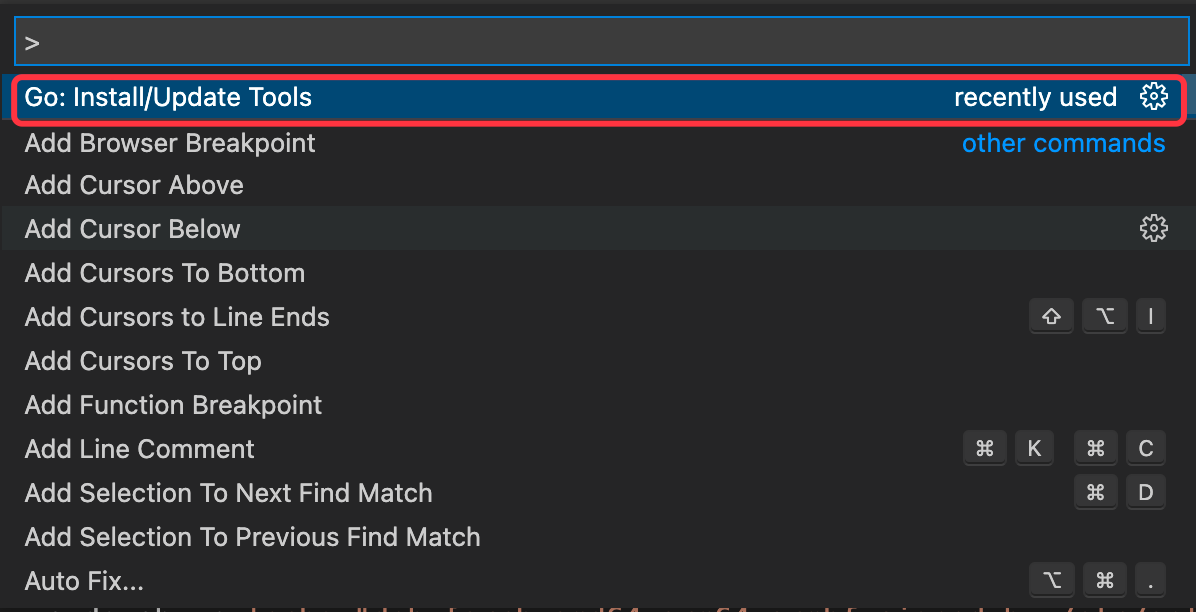 >
Go: Install/Update Tools recently used
Add Browser Breakpoint other commands
Add Cursor Above
Add Cursor Below
Add Cursors To Bottom
Add Cursors to Line Ends ⇧ ⌥ I
Add Cursors To Top
Add Function Breakpoint
Add Line Comment ⌘ K ⌘ C
Add Selection To Next Find Match ⌘ D
Add Selection To Previous Find Match
Auto Fix... ⌥ ⌘ .